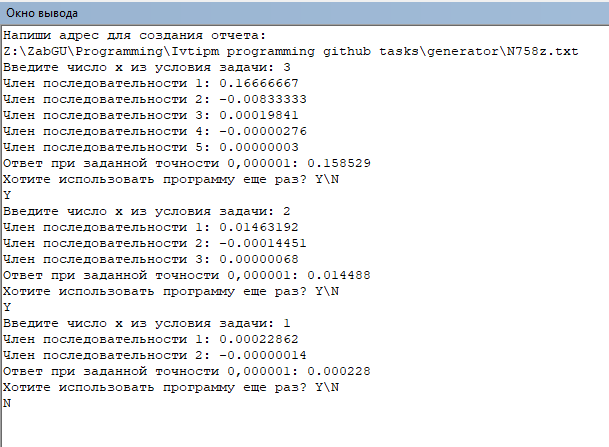 Окно вывода
Напиши адрес для создания отчета:
Z:\ZabGU\Programming\Ivtipm programming github tasks\generator\N758z.txt
Введите число x из условия задачи: 3
Член последовательности 1: 0.16666667
Член последовательности 2: -0.00833333
Член последовательности 3: 0.00019841
Член последовательности 4: -0.00000276
Член последовательности 5: 0.00000003
Ответ при заданной точности 0,000001: 0.158529
Хотите использовать программу еще раз? Y\N
Y
Введите число x из условия задачи: 2
Член последовательности 1: 0.01463192
Член последовательности 2: -0.00014451
Член последовательности 3: 0.00000068
Ответ при заданной точности 0,000001: 0.014488
Хотите использовать программу еще раз? Y\N
Y
Введите число x из условия задачи: 1
Член последовательности 1: 0.00022862
Член последовательности 2: -0.00000014
Ответ при заданной точности 0,000001: 0.000228
Хотите использовать программу еще раз? Y\N
N